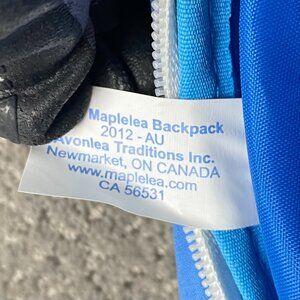 Maplelea Backpack
2012 - AU
Avonlea Traditions Inc.
Newmarket, ON CANADA
www.maplelea.com
CA 56531